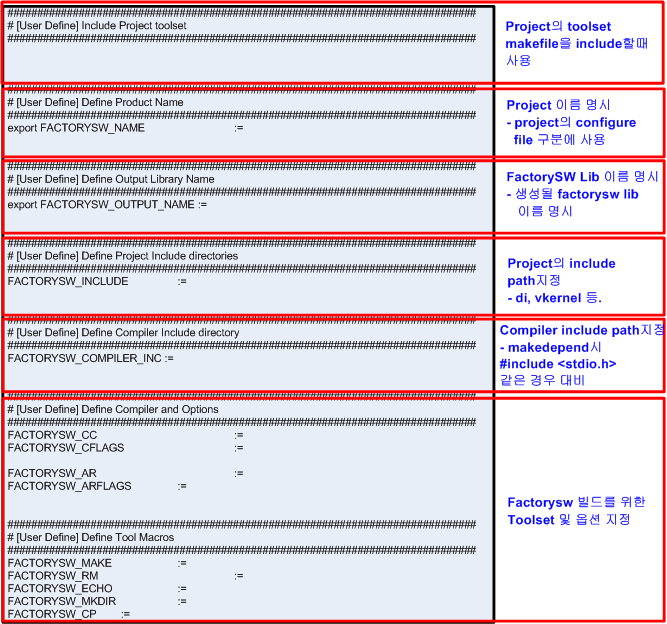 ################################################################################
# [User Define] Include Project toolset
################################################################################
Project의 toolset
makefile을 include할때
사용
################################################################################
# [User Define] Define Product Name
################################################################################
export FACTORYSW_NAME :=
Project 이름 명시
- project의 configure
file 구분에 사용
################################################################################
# [User Define] Define Output Library Name
################################################################################
export FACTORYSW_OUTPUT_NAME :=
FactorySW Lib 이름 명시
- 생성될 factorysw lib
이름 명시
################################################################################
# [User Define] Define Project Include directories
################################################################################
FACTORYSW_INCLUDE :=
Project의 include
path지정
- di, vkernel 등.
################################################################################
# [User Define] Define Compiler Include directory
################################################################################
FACTORYSW_COMPILER_INC :=
Compiler include path지정
- makedepend시
#include <stdio.h>
같은 경우 대비
################################################################################
# [User Define] Define Compiler and Options
################################################################################
FACTORYSW_CC :=
FACTORYSW_CFLAGS :=
FACTORYSW_AR :=
FACTORYSW_ARFLAGS :=
################################################################################
# [User Define] Define Tool Macros
################################################################################
FACTORYSW_MAKE :=
FACTORYSW_RM :=
FACTORYSW_ECHO :=
FACTORYSW_MKDIR :=
FACTORYSW_CP :=
Factorysw 빌드를 위한
Toolset 및 옵션 지정